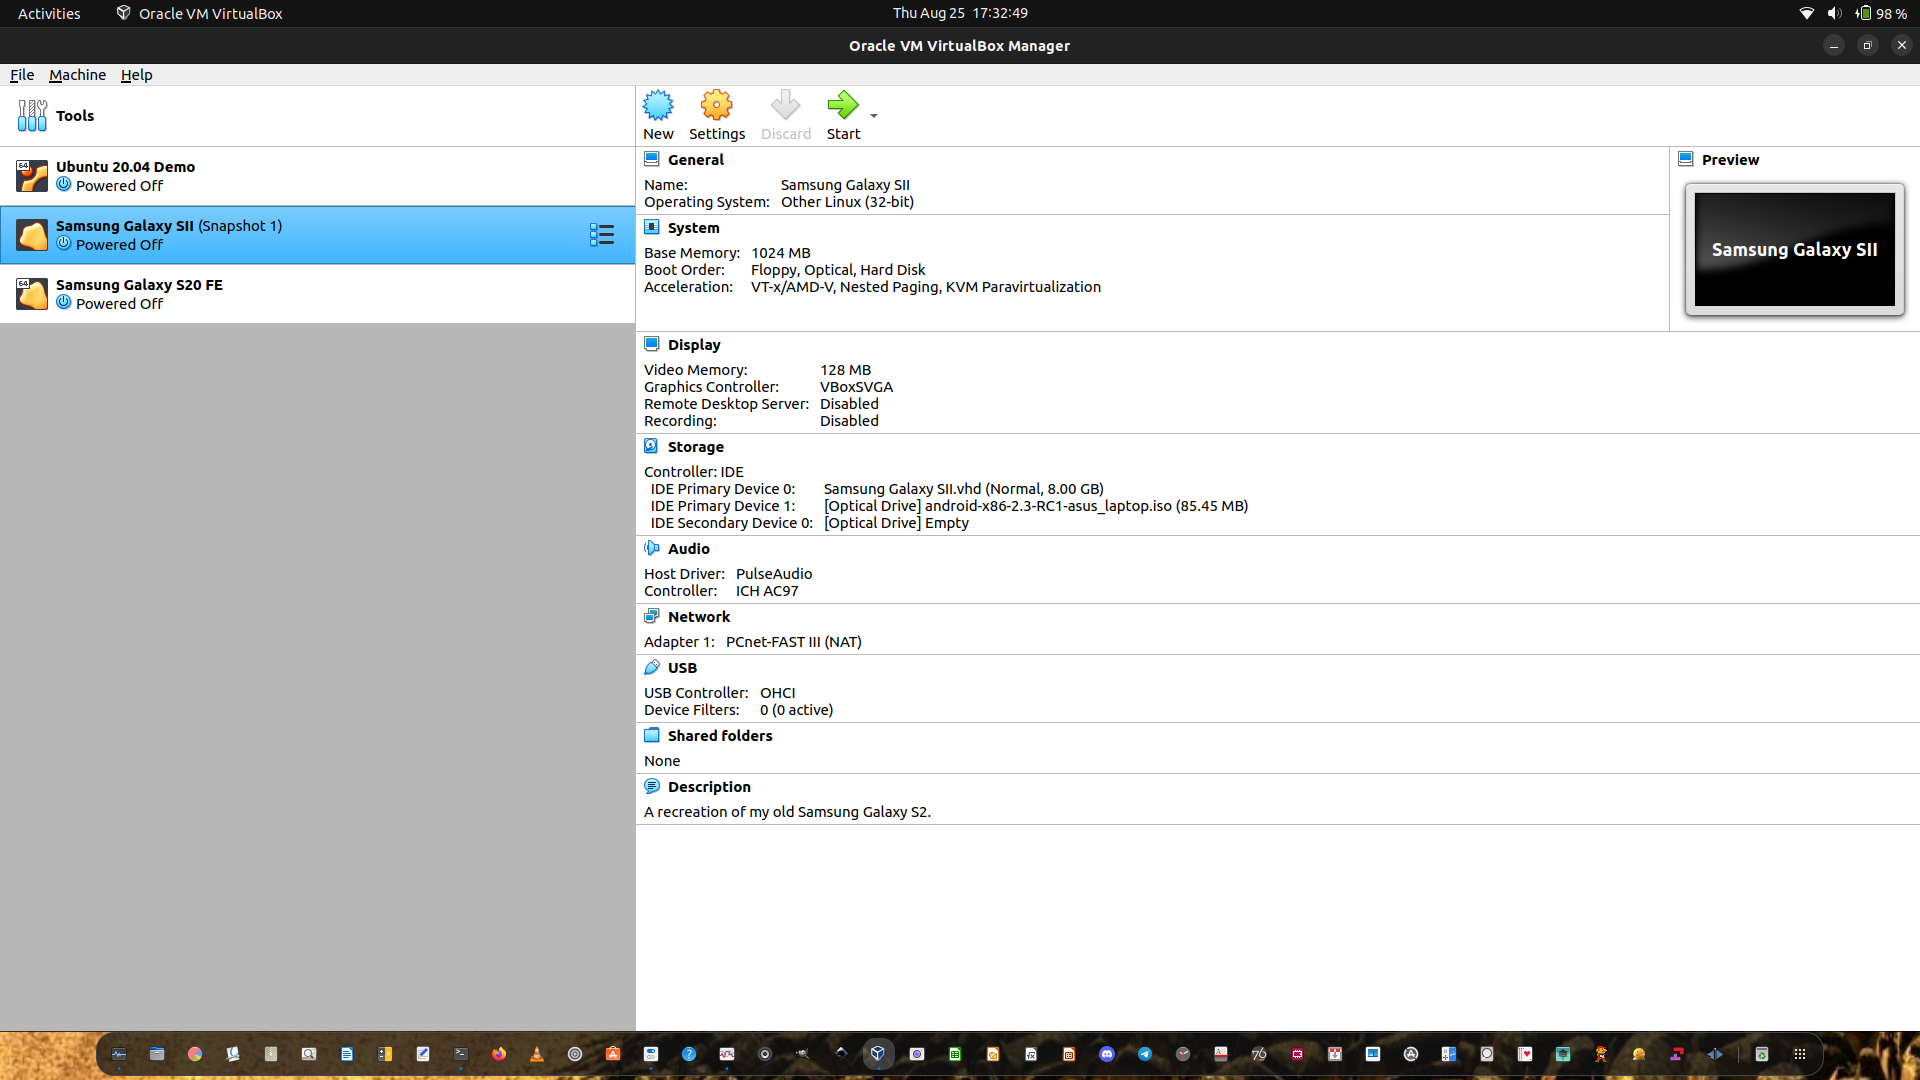 Activities Oracle VM VirtualBox Thu Aug 25 17:32:49 98 %
Oracle VM VirtualBox Manager
File Machine Help
Tools
New Settings Discard Start
64 Ubuntu 20.04 Demo
Powered Off
Samsung Galaxy SII (Snapshot 1)
Powered Off
64 Samsung Galaxy S20 FE
Powered Off
General
Name: Samsung Galaxy SII
Operating System: Other Linux (32-bit)
System
Base Memory: 1024 MB
Boot Order: Floppy, Optical, Hard Disk
Acceleration: VT-x/AMD-V, Nested Paging, KVM Paravirtualization
Preview
Samsung Galaxy SII
Display
Video Memory: 128 MB
Graphics Controller: VBoxSVGA
Remote Desktop Server: Disabled
Recording: Disabled
Storage
Controller: IDE
IDE Primary Device 0: Samsung Galaxy SII.vhd (Normal, 8.00 GB)
IDE Primary Device 1: [Optical Drive] android-x86-2.3-RC1-asus_laptop.iso (85.45 MB)
IDE Secondary Device 0: [Optical Drive] Empty
Audio
Host Driver: PulseAudio
Controller: ICH AC97
Network
Adapter 1: PCnet-FAST III (NAT)
USB
USB Controller: OHCI
Device Filters: 0 (0 active)
Shared folders
None
Description
A recreation of my old Samsung Galaxy S2.
76